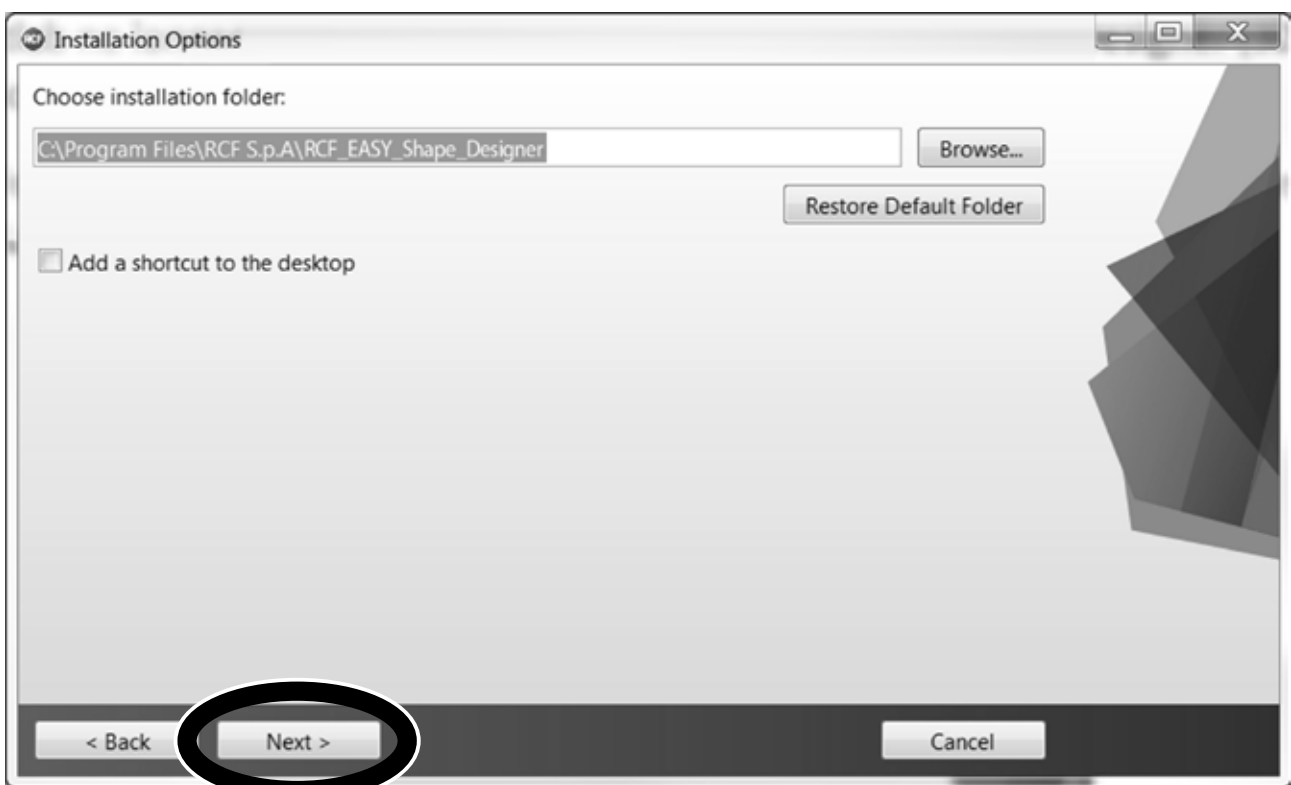 Installation Options
Choose installation folder:
C:\Program Files\RCF S.p.A\RCF_EASY_Shape_Designer
Browse...
Restore Default Folder
Add a shortcut to the desktop
< Back
Next >
Cancel